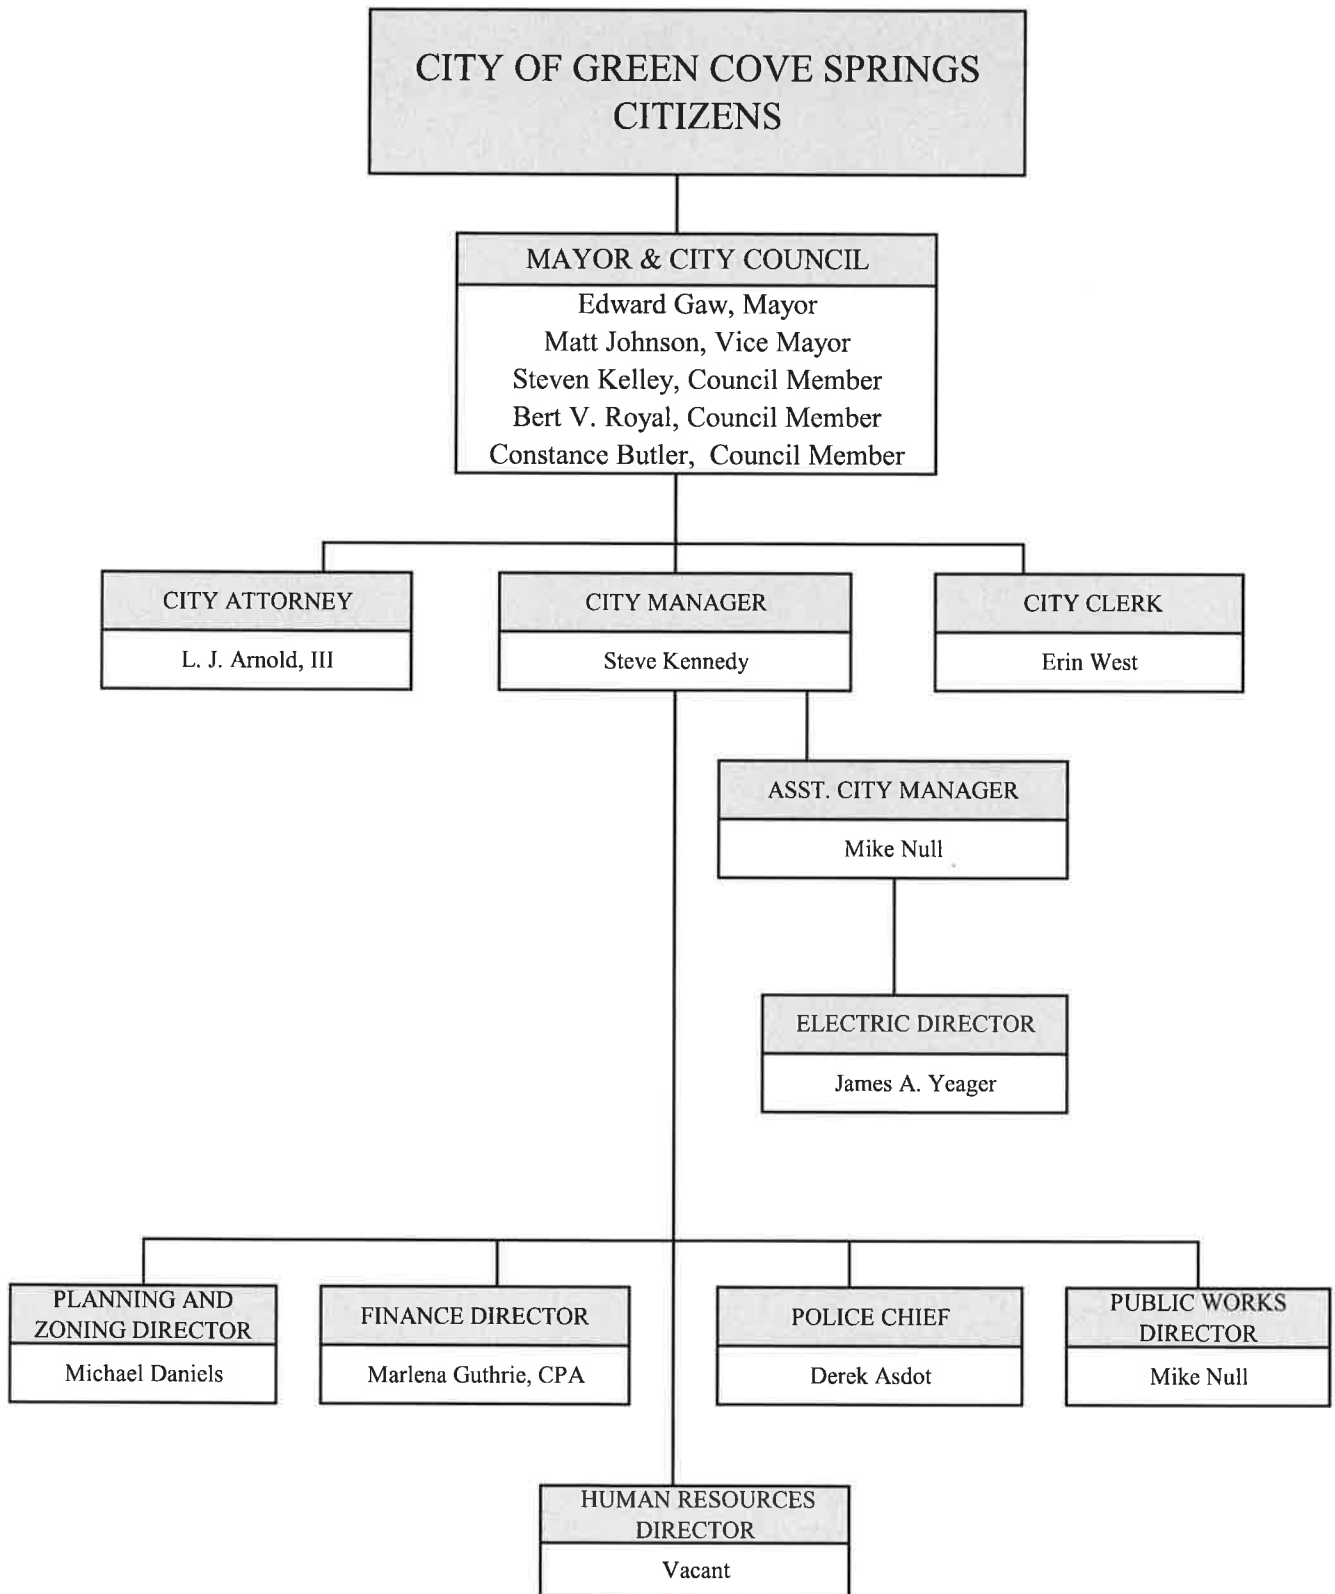 CITY OF GREEN COVE SPRINGS
CITIZENS
MAYOR & CITY COUNCIL
Edward Gaw, Mayor
Matt Johnson, Vice Mayor
Steven Kelley, Council Member
Bert V. Royal, Council Member
Constance Butler, Council Member
CITY ATTORNEY
L. J. Arnold, III
CITY MANAGER
Steve Kennedy
CITY CLERK
Erin West
ASST. CITY MANAGER
Mike Null
ELECTRIC DIRECTOR
James A. Yeager
PLANNING AND
ZONING DIRECTOR
Michael Daniels
FINANCE DIRECTOR
Marlena Guthrie, CPA
POLICE CHIEF
Derek Asdot
PUBLIC WORKS
DIRECTOR
Mike Null
HUMAN RESOURCES
DIRECTOR
Vacant